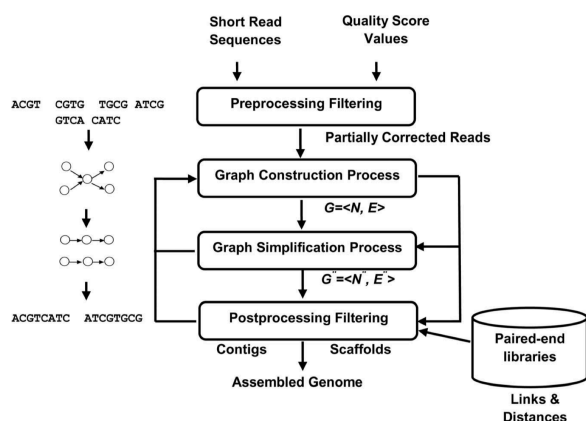 Short Read
Sequences
Quality Score
Values
ACGT CGTG TGCG ATCG
GTCA CATC
Preprocessing Filtering
Partially Corrected Reads
Graph Construction Process
G=<N, E>
Graph Simplification Process
G"=<N", E">
ACGTCATC ATCGTGCG
Postprocessing Filtering
Paired-end
libraries
Contigs Scaffolds
Assembled Genome
Links &
Distances